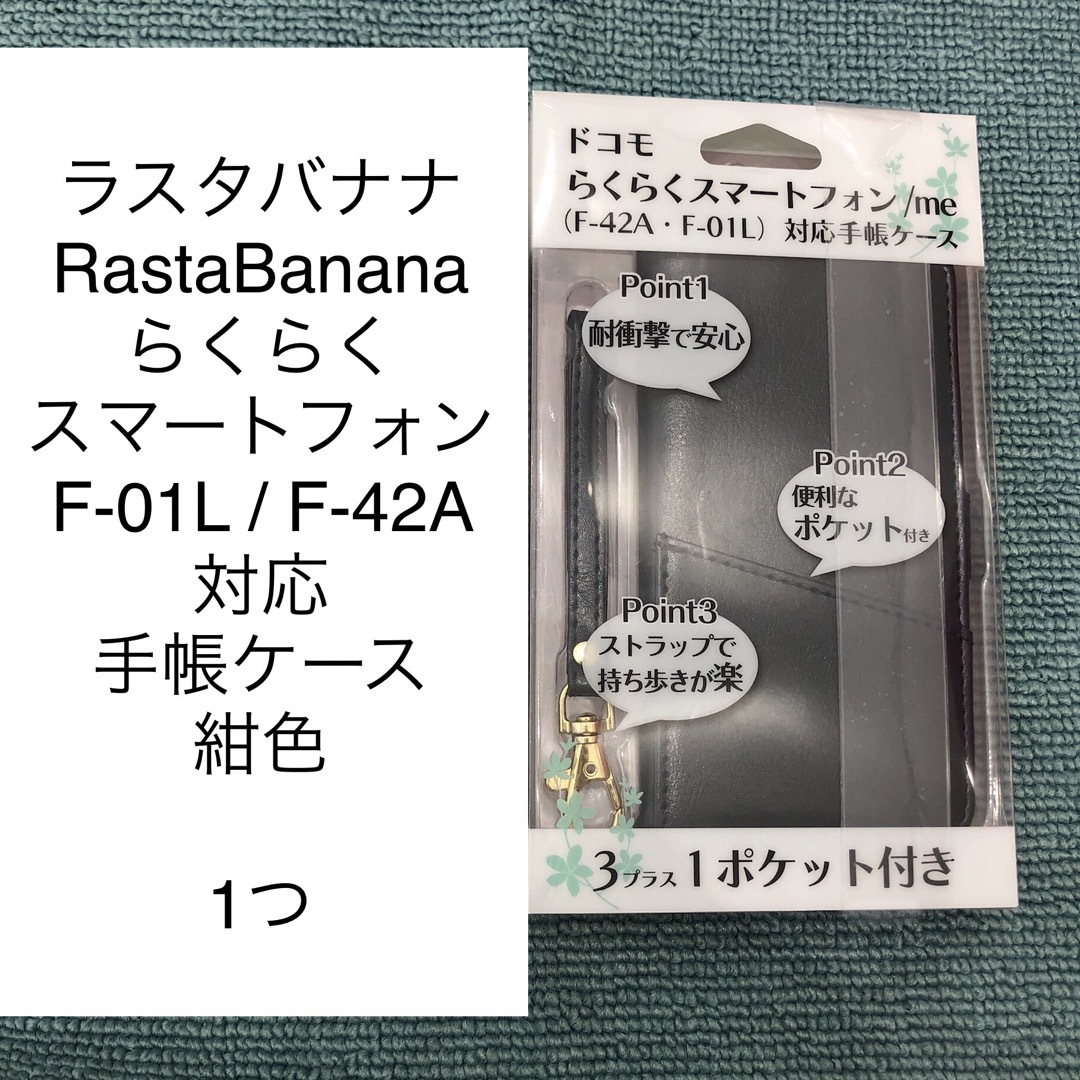 ラスタバナナ
RastaBanana
らくらく
スマートフォン
F-01L / F-42A
対応
手帳ケース
紺色
1つ
ドコモ
らくらくスマートフォン/me
（F-42A・F-01L）対応手帳ケース
Point1
耐衝撃で安心
Point2
便利な
ポケット付き
Point3
ストラップで
持ち歩きが楽
3プラス1ポケット付き